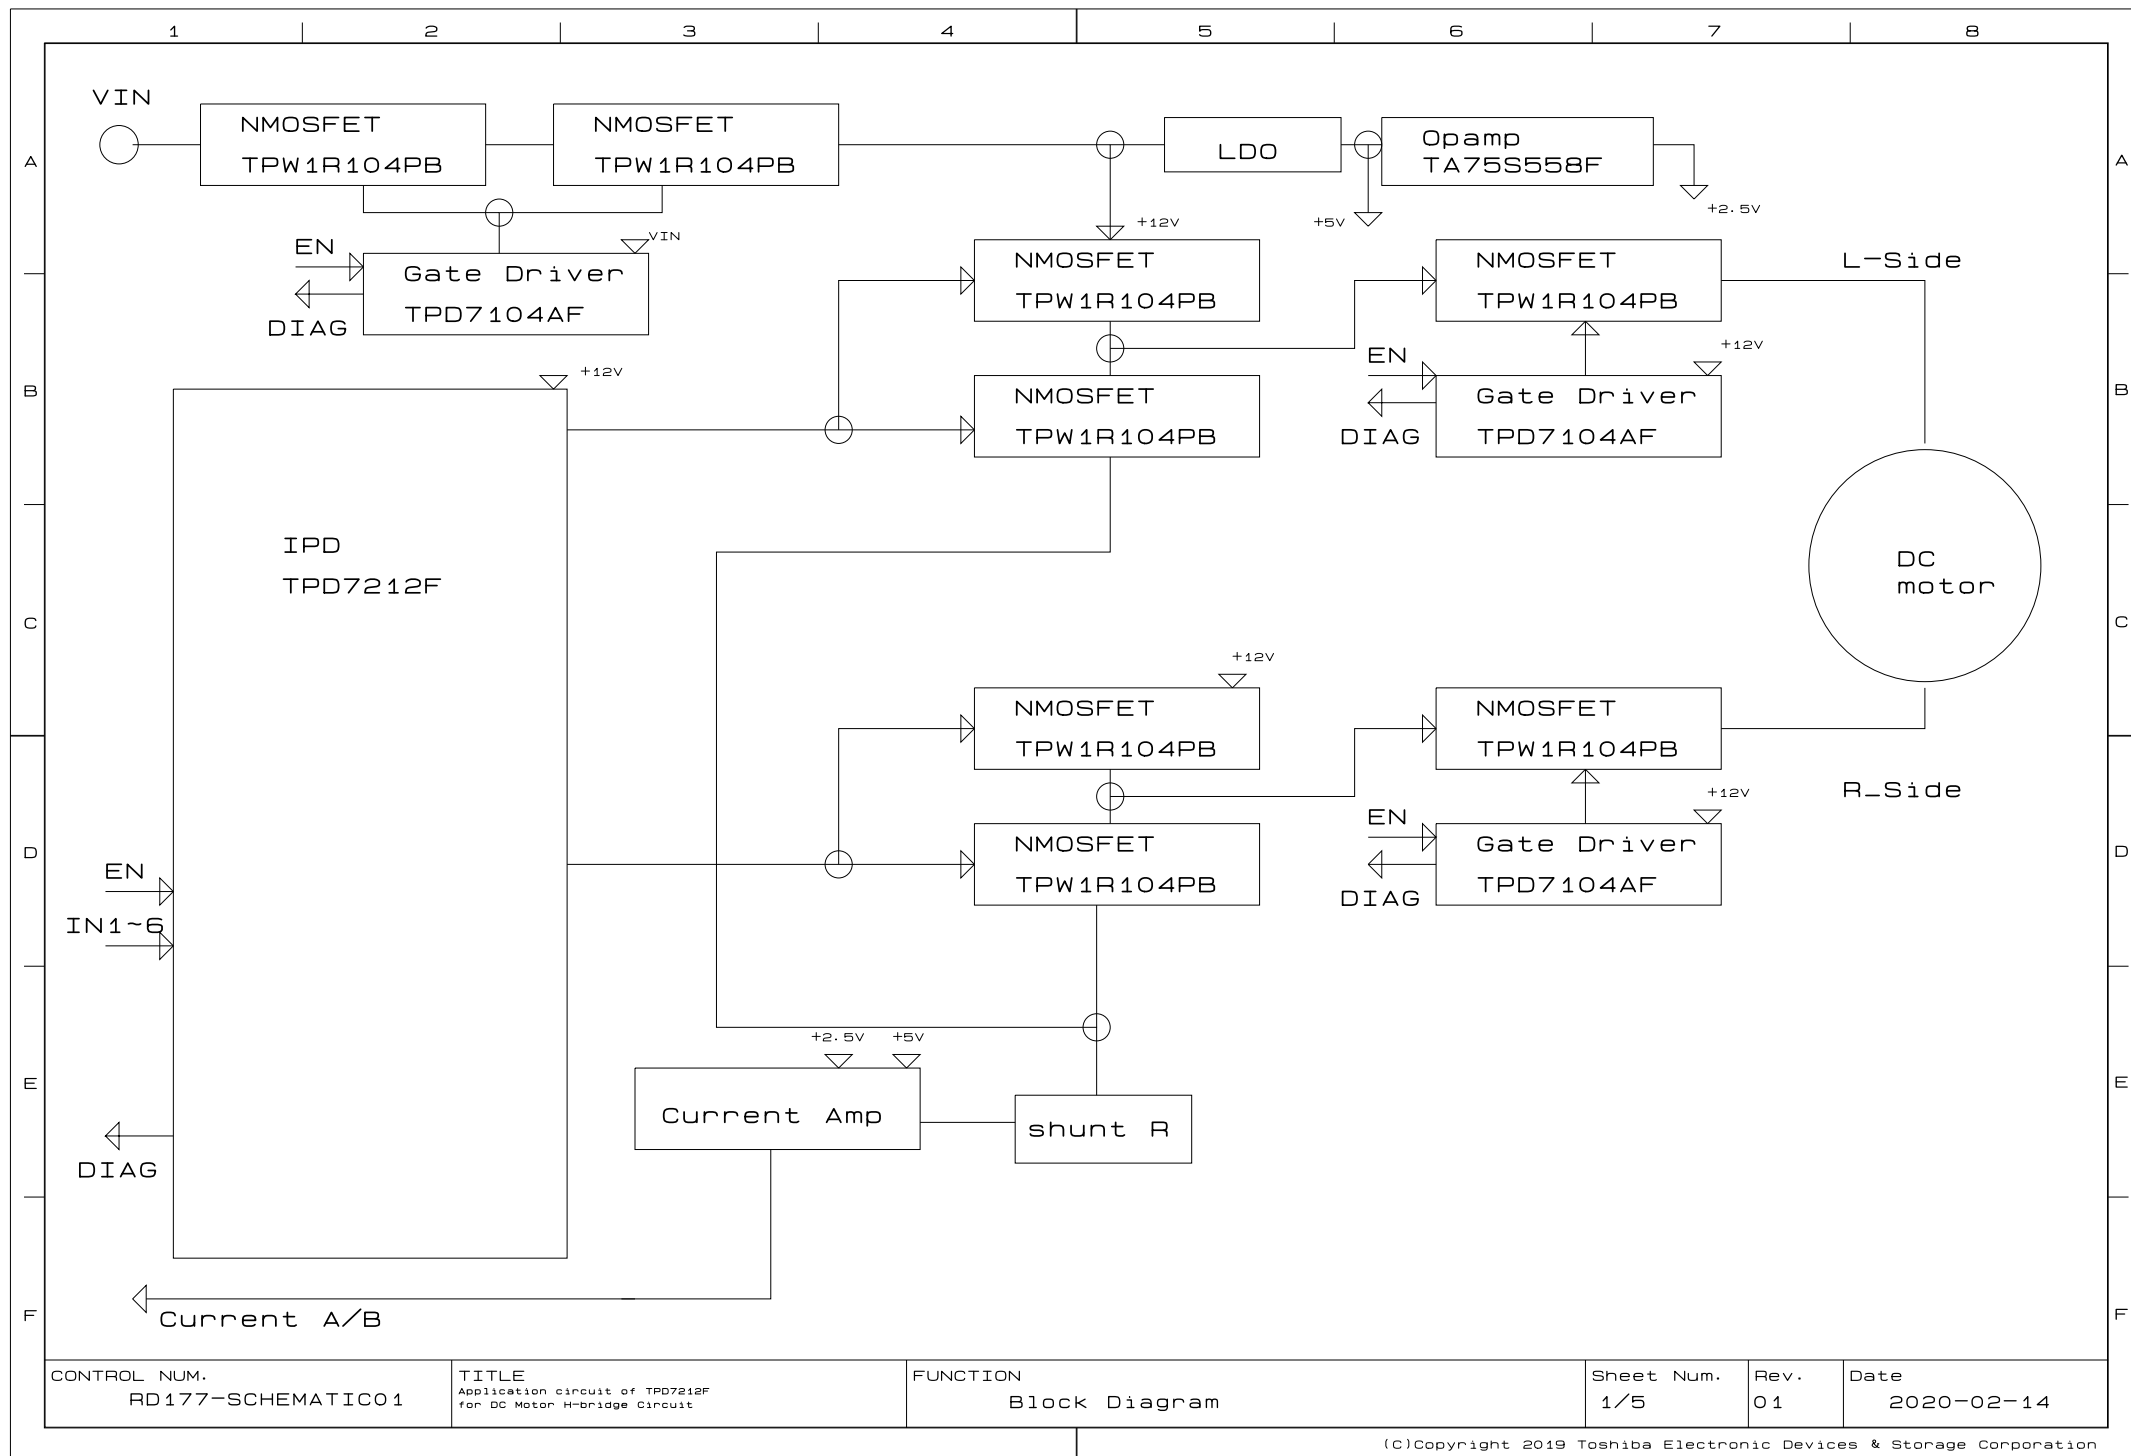 1 2 3 4 5 6 7 8
A A
B B
C C
D D
E E
F F
VIN
NMOSFET
TPW1R104PB
NMOSFET
TPW1R104PB
LDO
Opamp
TA75S558F
+2.5V
+5V
+12V
EN
VIN
Gate Driver
TPD7104AF
DIAG
NMOSFET
TPW1R104PB
NMOSFET
TPW1R104PB
L-Side
+12V
EN
+12V
NMOSFET
TPW1R104PB
Gate Driver
TPD7104AF
DIAG
IPD
TPD7212F
DC
motor
+12V
NMOSFET
TPW1R104PB
NMOSFET
TPW1R104PB
R_Side
+12V
EN
NMOSFET
TPW1R104PB
Gate Driver
TPD7104AF
DIAG
EN
IN1~6
+2.5V +5V
Current Amp
shunt R
DIAG
Current A/B
CONTROL NUM.
RD177-SCHEMATIC01
TITLE
Application circuit of TPD7212F
for DC Motor H-bridge Circuit
FUNCTION
Block Diagram
Sheet Num.
1/5
Rev.
01
Date
2020-02-14
(C)Copyright 2019 Toshiba Electronic Devices & Storage Corporation